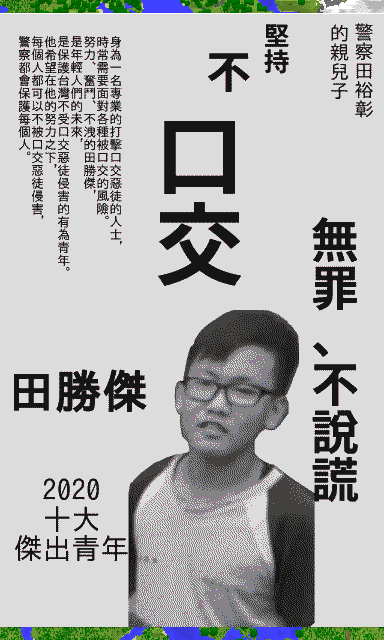 警察田裕彰
的親兒子
堅持
不
口交
無罪、不說謊
身為一名專業的打擊口交惡徒的人士，
時常需要面對各種被口交的風險。
努力、奮鬥、不洩的田勝傑，
是年輕人們的未來，
是保護台灣不受口交惡徒侵害的有為青年。
他希望在他的努力之下，
每個人都可以不被口交惡徒侵害，
警察都會保護每個人。
田勝傑
2020
十大
傑出青年